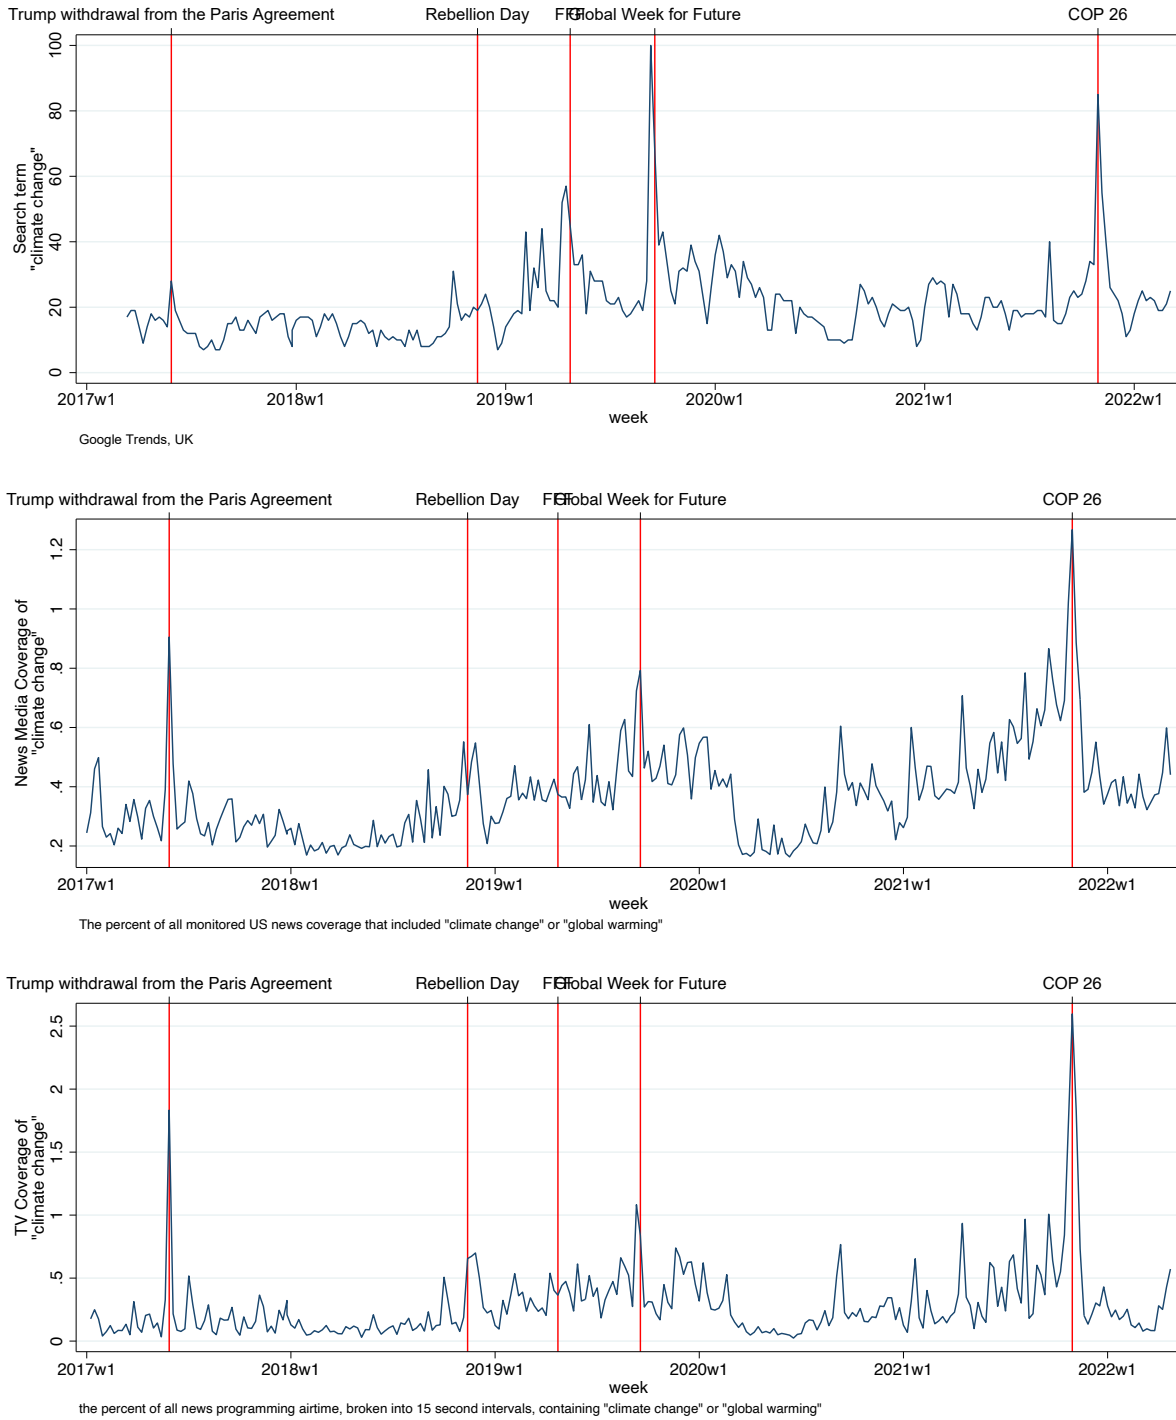 Trump withdrawal from the Paris Agreement Rebellion Day FFF Global Week for Future COP 26
100
80
60
40
20
0
Search term
"climate change"
2017w1 2018w1 2019w1 2020w1 2021w1 2022w1
week
Google Trends, UK
Trump withdrawal from the Paris Agreement Rebellion Day FFF Global Week for Future COP 26
1.2
1
.8
.6
.4
.2
News Media Coverage of
"climate change"
2017w1 2018w1 2019w1 2020w1 2021w1 2022w1
week
The percent of all monitored US news coverage that included "climate change" or "global warming"
Trump withdrawal from the Paris Agreement Rebellion Day FFF Global Week for Future COP 26
2.5
2
1.5
1
.5
0
TV Coverage of
"climate change"
2017w1 2018w1 2019w1 2020w1 2021w1 2022w1
week
the percent of all news programming airtime, broken into 15 second intervals, containing "climate change" or "global warming"